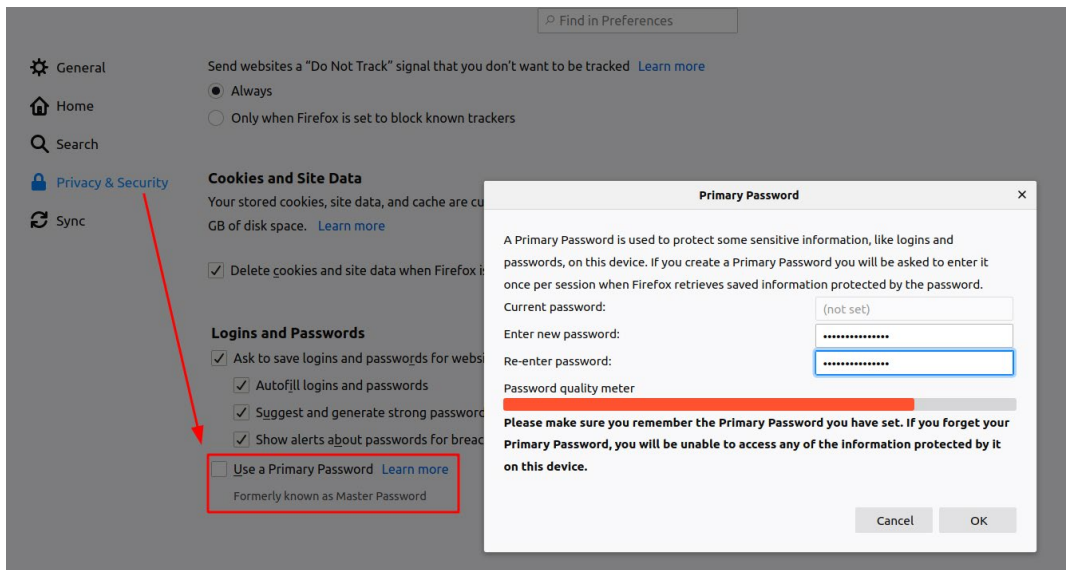 Find in Preferences
General
Home
Search
Privacy & Security
Sync
Send websites a “Do Not Track” signal that you don’t want to be tracked Learn more
Always
Only when Firefox is set to block known trackers
Cookies and Site Data
Your stored cookies, site data, and cache are cu
GB of disk space. Learn more
Delete cookies and site data when Firefox i
Logins and Passwords
Ask to save logins and passwords for websi
Autofill logins and passwords
Suggest and generate strong password
Show alerts about passwords for breac
Use a Primary Password Learn more
Formerly known as Master Password
Primary Password
A Primary Password is used to protect some sensitive information, like logins and
passwords, on this device. If you create a Primary Password you will be asked to enter it
once per session when Firefox retrieves saved information protected by the password.
Current password: (not set)
Enter new password: •••••••••••••••
Re-enter password: •••••••••••••••
Password quality meter
Please make sure you remember the Primary Password you have set. If you forget your
Primary Password, you will be unable to access any of the information protected by it
on this device.
Cancel OK